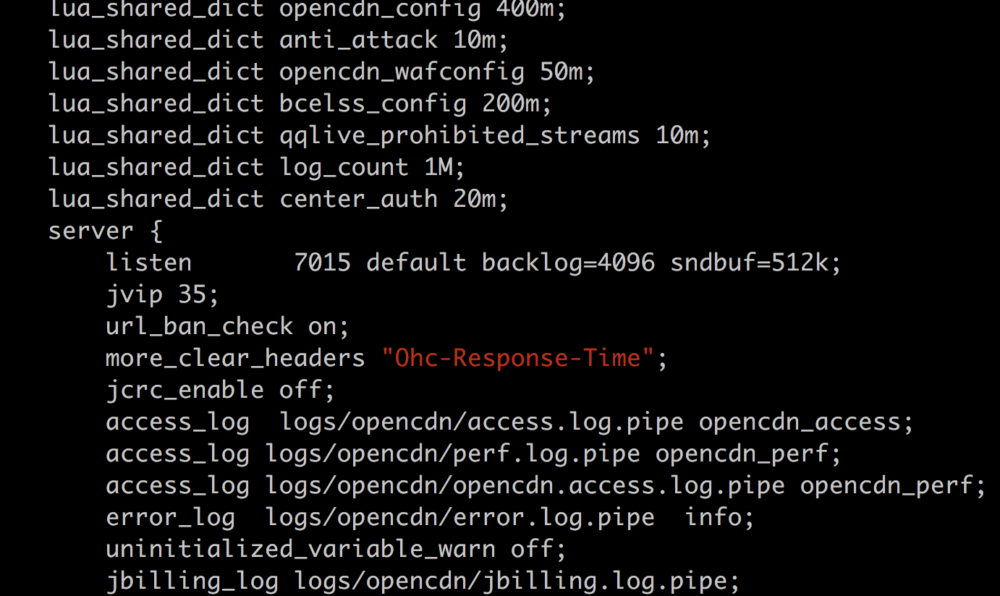 lua_shared_dict opencdn_config 400m;
lua_shared_dict anti_attack 10m;
lua_shared_dict opencdn_wafconfig 50m;
lua_shared_dict bcelss_config 200m;
lua_shared_dict qqlive_prohibited_streams 10m;
lua_shared_dict log_count 1M;
lua_shared_dict center_auth 20m;
server {
    listen       7015 default backlog=4096 sndbuf=512k;
    jvip 35;
    url_ban_check on;
    more_clear_headers "Ohc-Response-Time";
    jcrc_enable off;
    access_log  logs/opencdn/access.log.pipe opencdn_access;
    access_log logs/opencdn/perf.log.pipe opencdn_perf;
    access_log logs/opencdn/opencdn.access.log.pipe opencdn_perf;
    error_log  logs/opencdn/error.log.pipe  info;
    uninitialized_variable_warn off;
    jbilling_log logs/opencdn/jbilling.log.pipe;